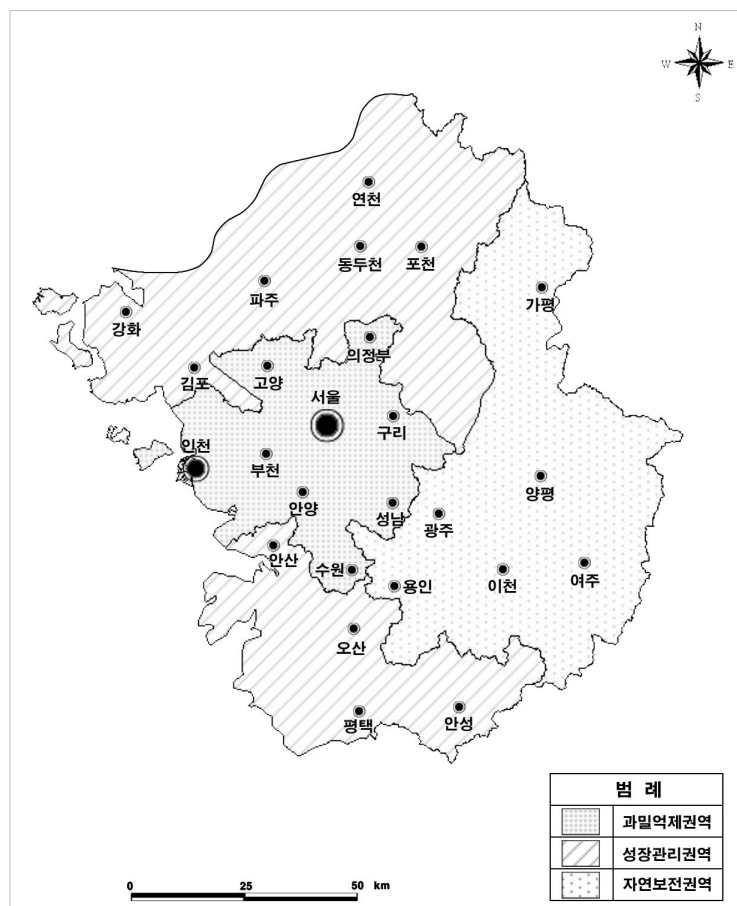 N
W E
S
연천
동두천 포천
파주
가평
강화
의정부
김포 고양
서울
구리
인천
부천
안양
성남
광주
양평
안산
수원
용인
이천
여주
오산
평택
안성
범 례
과밀억제권역
성장관리권역
자연보전권역
0 25 50 km